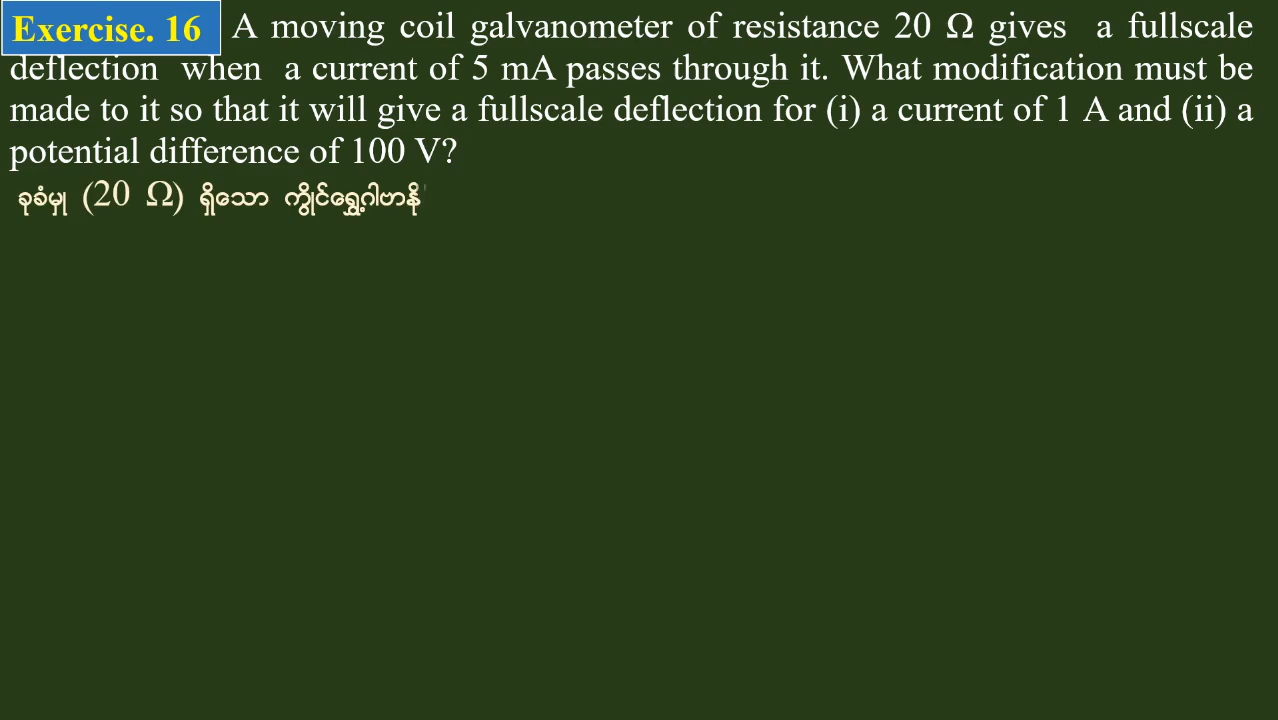 Exercise. 16 A moving coil galvanometer of resistance 20 Ω gives a fullscale
deflection when a current of 5 mA passes through it. What modification must be
made to it so that it will give a fullscale deflection for (i) a current of 1 A and (ii) a
potential difference of 100 V?
ခုခံမှု (20 Ω) ရှိသော ကွိုင်ရွေ့ဂါဗာနို